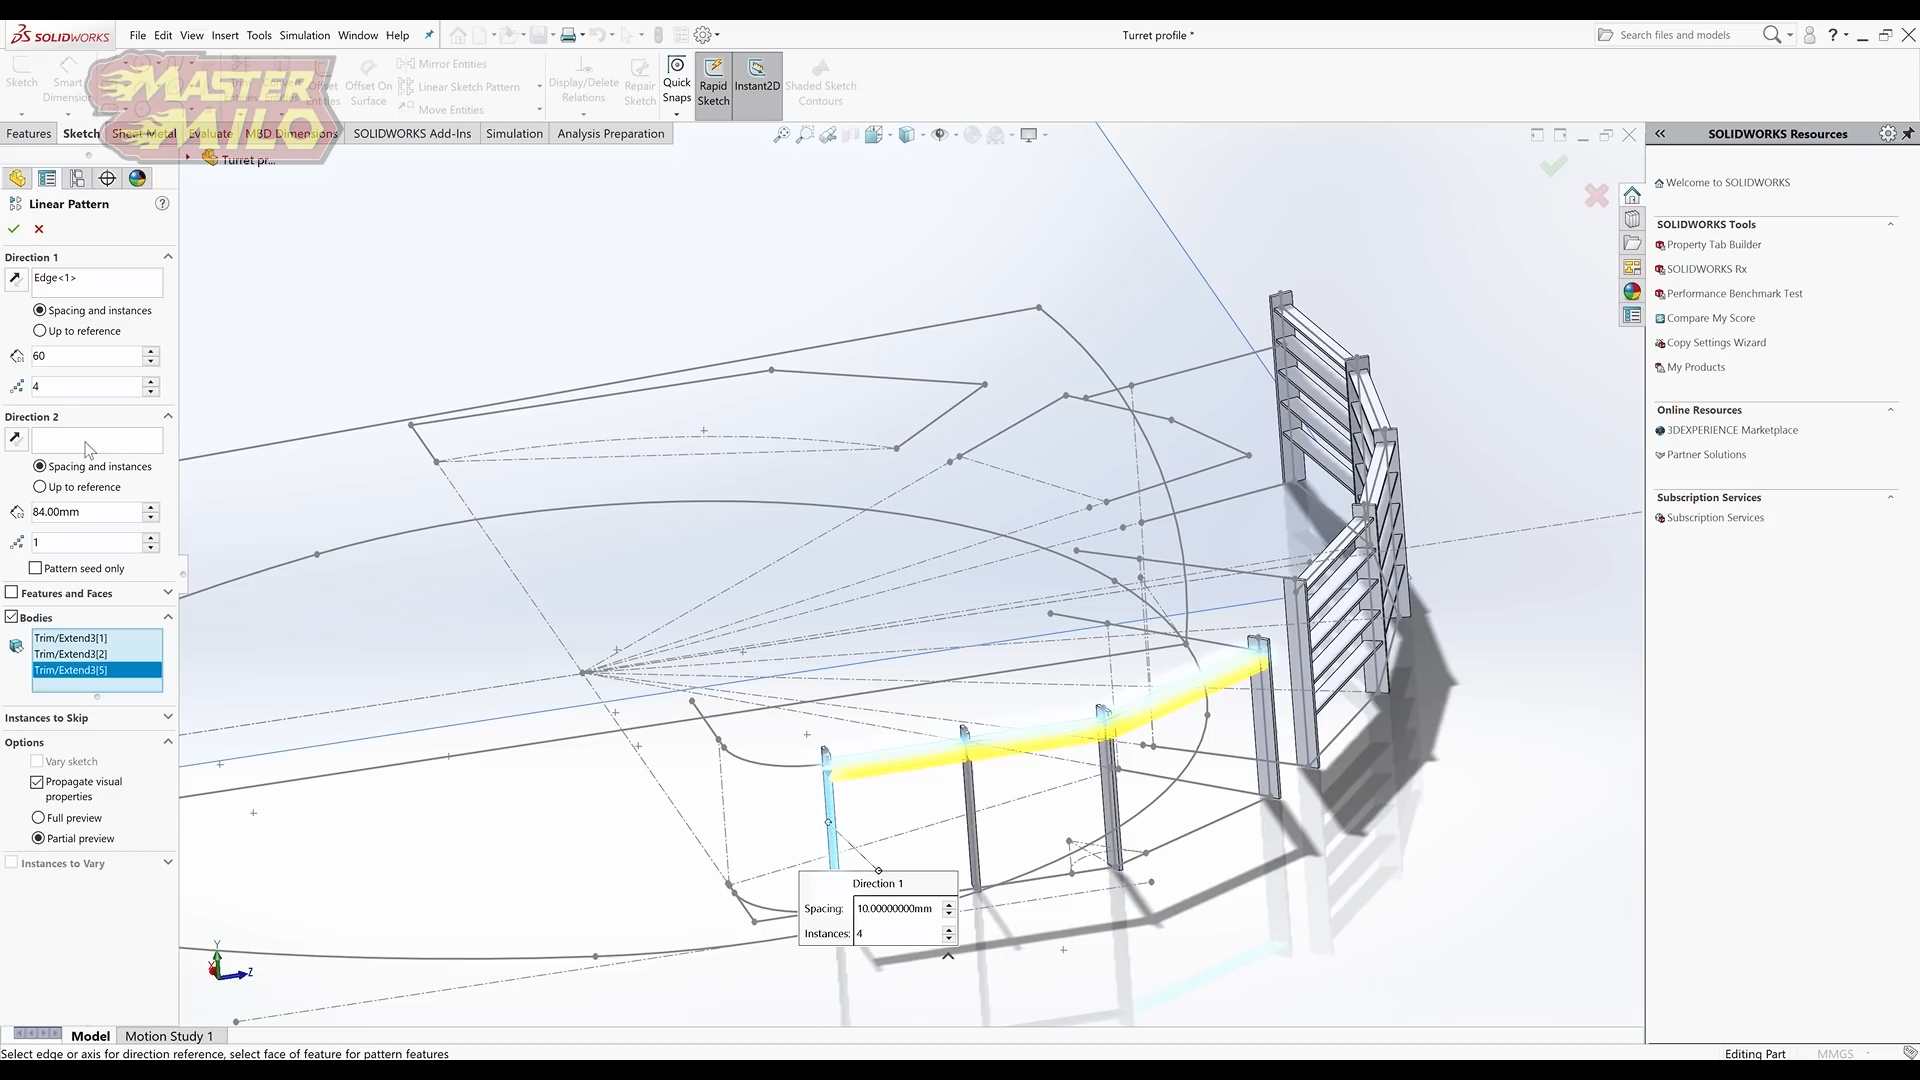 SOLIDWORKS
File Edit View Insert Tools Simulation Window Help
Turret profile *
Search files and models
Sketch
Smart Dimension
Offset Entities
Offset On Surface
Mirror Entities
Linear Sketch Pattern
Move Entities
Display/Delete Relations
Repair Sketch
Quick Snaps
Rapid Sketch
Instant2D
Shaded Sketch Contours
MASTER MILO
Features Sketch Sheet Metal Evaluate MBD Dimensions SOLIDWORKS Add-Ins Simulation Analysis Preparation
Turret pr...
Linear Pattern
Direction 1
Edge<1>
Spacing and instances
Up to reference
60
4
Direction 2
Spacing and instances
Up to reference
84.00mm
1
Pattern seed only
Features and Faces
Bodies
Trim/Extend3[1]
Trim/Extend3[2]
Trim/Extend3[5]
Instances to Skip
Options
Vary sketch
Propagate visual
properties
Full preview
Partial preview
Instances to Vary
Direction 1
Spacing: 10.00000000mm
Instances: 4
Y
Z
SOLIDWORKS Resources
Welcome to SOLIDWORKS
SOLIDWORKS Tools
Property Tab Builder
SOLIDWORKS Rx
Performance Benchmark Test
Compare My Score
Copy Settings Wizard
My Products
Online Resources
3DEXPERIENCE Marketplace
Partner Solutions
Subscription Services
Subscription Services
Model Motion Study 1
Select edge or axis for direction reference, select face of feature for pattern features
Editing Part
MMGS